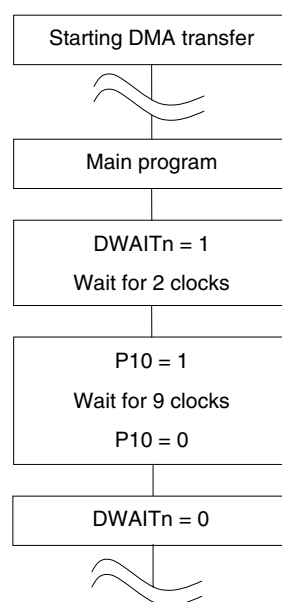 Starting DMA transfer
Main program
DWAITn = 1
Wait for 2 clocks
P10 = 1
Wait for 9 clocks
P10 = 0
DWAITn = 0